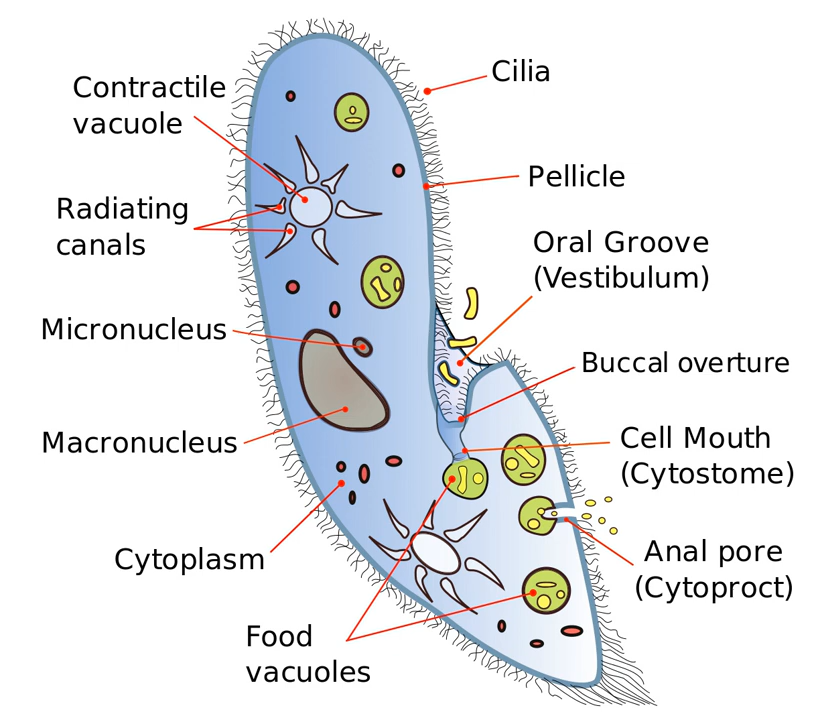 Contractile
vacuole
Cilia
Pellicle
Radiating
canals
Oral Groove
(Vestibulum)
Micronucleus
Buccal overture
Macronucleus
Cell Mouth
(Cytostome)
Cytoplasm
Anal pore
(Cytoproct)
Food
vacuoles